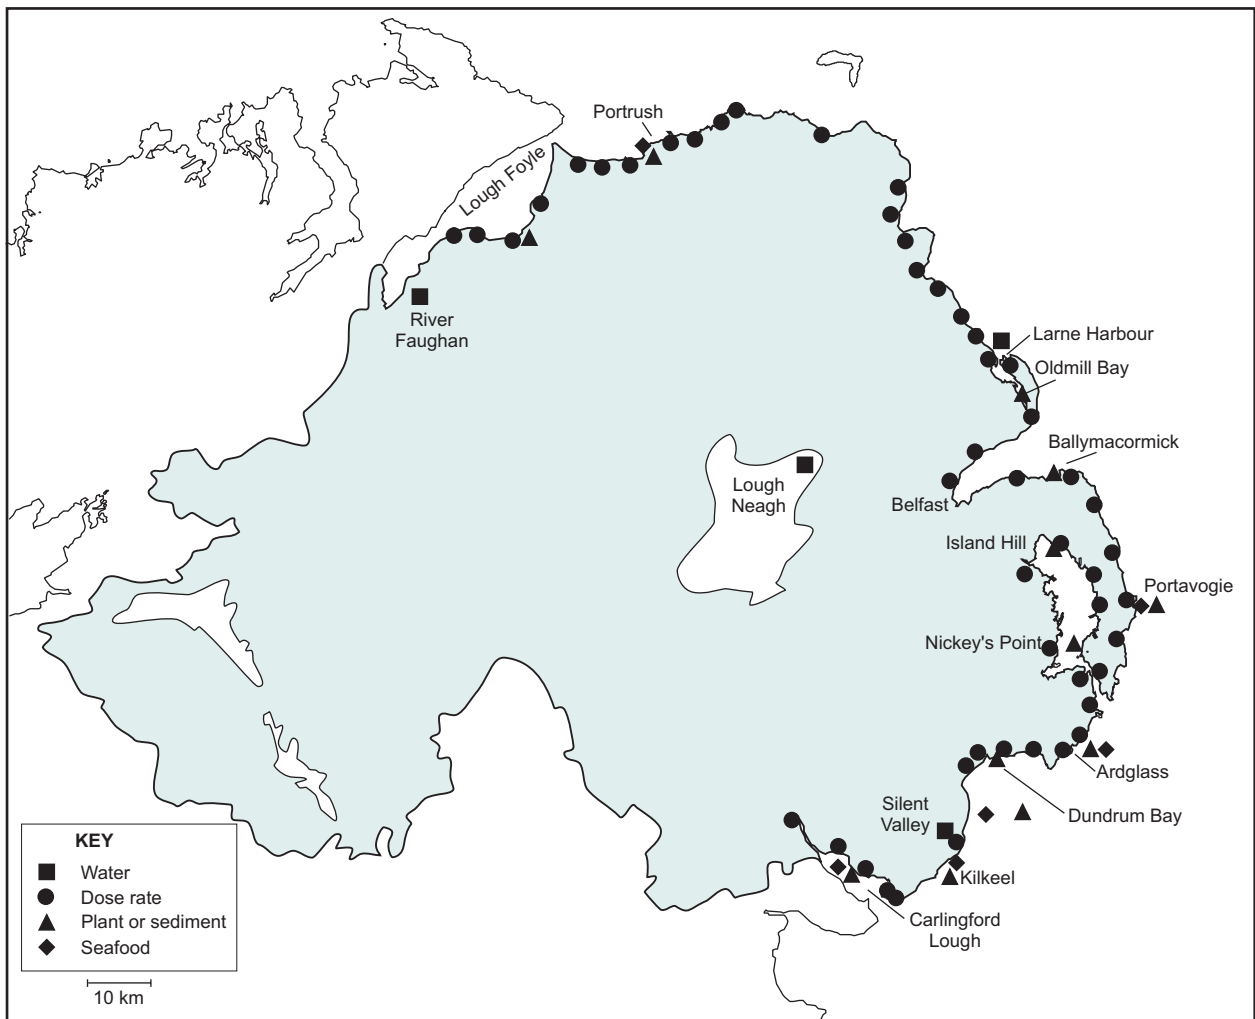 Portrush
Lough Foyle
River
Faughan
Larne Harbour
Oldmill Bay
Ballymacormick
Lough
Neagh
Belfast
Island Hill
Portavogie
Nickey's Point
Ardglass
Silent
Valley
Dundrum Bay
Kilkeel
Carlingford
Lough
KEY
Water
Dose rate
Plant or sediment
Seafood
10 km